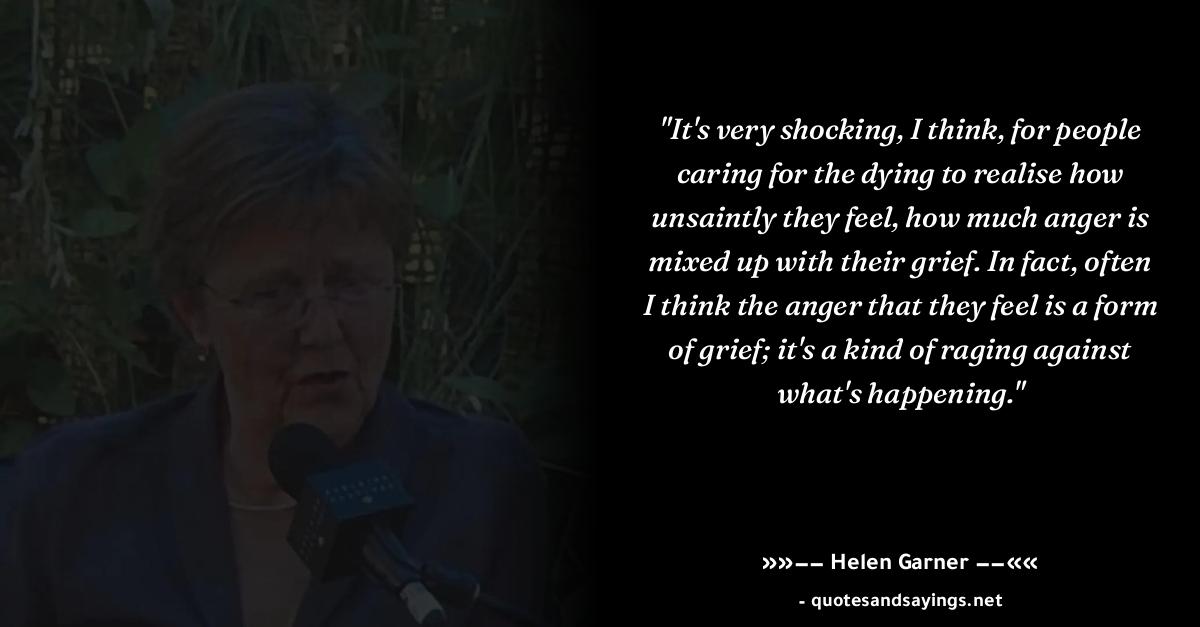 "It's very shocking, I think, for people
caring for the dying to realise how
unsaintly they feel, how much anger is
mixed up with their grief. In fact, often
I think the anger that they feel is a form
of grief; it's a kind of raging against
what's happening."
»»–– Helen Garner ––««
- quotesandsayings.net